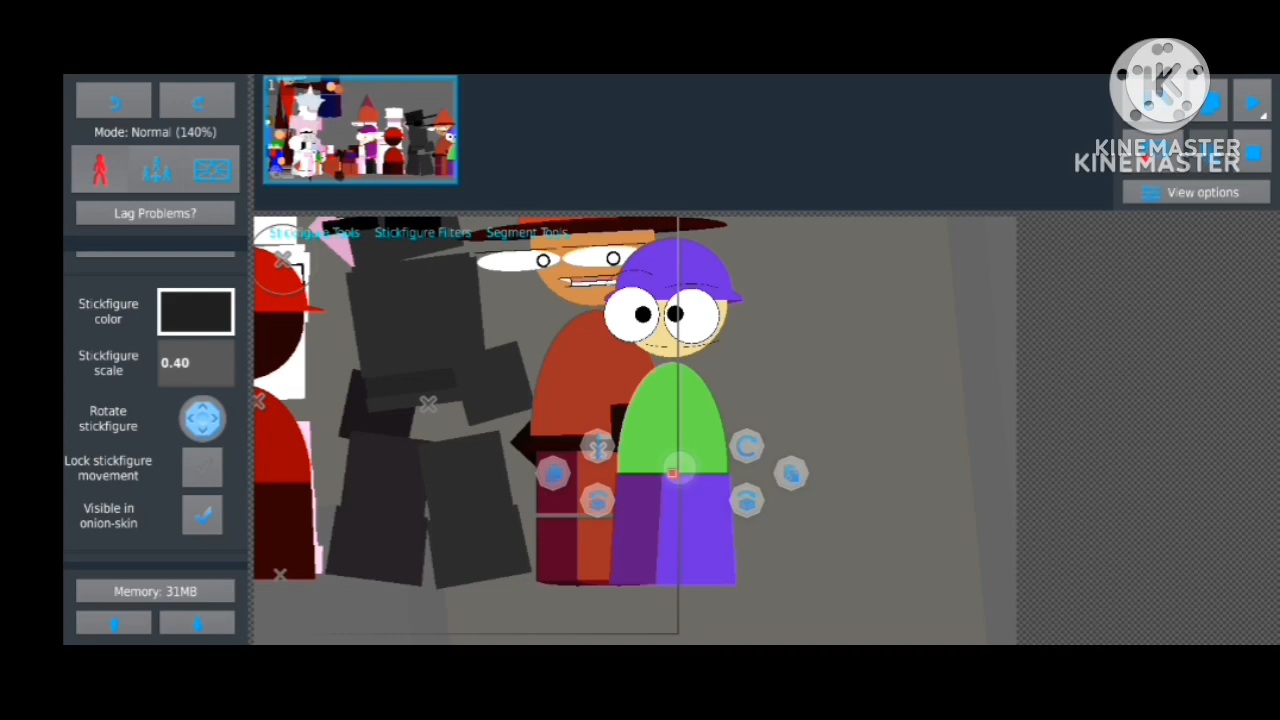 1
Mode: Normal (140%)
Lag Problems?
View options
KINEMASTER
KINEMASTER
Stickfigure Tools
Stickfigure Filters
Segment Tools
Stickfigure
color
Stickfigure
scale
0.40
Rotate
stickfigure
Lock stickfigure
movement
Visible in
onion-skin
Memory: 31MB